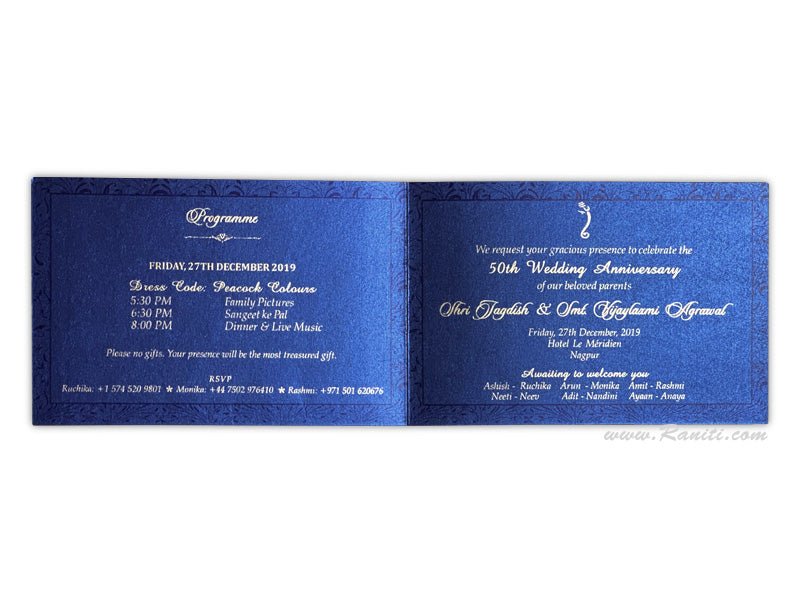 Programme
FRIDAY, 27TH DECEMBER 2019
Dress Code: Peacock Colours
5:30 PM Family Pictures
6:30 PM Sangeet ke Pal
8:00 PM Dinner & Live Music
Please no gifts. Your presence will be the most treasured gift.
RSVP
Ruchika: +1 574 520 9801 * Monika: +44 7502 976410 * Rashmi: +971 501 620676
We request your gracious presence to celebrate the
50th Wedding Anniversary
of our beloved parents
Shri Jagdish & Smt. Vijaylaxmi Agrawal
Friday, 27th December, 2019
Hotel Le Méridien
Nagpur
Awaiting to welcome you
Ashish - Ruchika Arun - Monika Amit - Rashmi
Neeti - Neev Adit - Nandini Ayaan - Anaya
www.Raniti.com